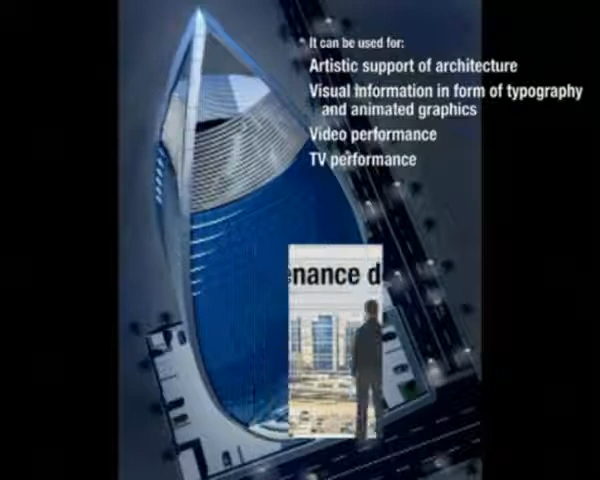 It can be used for:
Artistic support of architecture
Visual Information in form of typography
and animated graphics
Video performance
TV performance
nance d